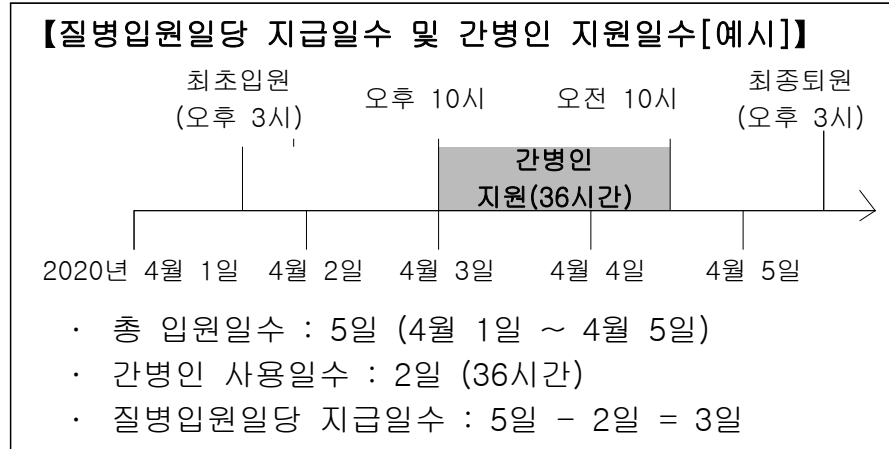 【질병입원일당 지급일수 및 간병인 지원일수[예시]】
최초입원
(오후 3시)
오후 10시
오전 10시
최종퇴원
(오후 3시)
간병인
지원(36시간)
2020년 4월 1일 4월 2일 4월 3일 4월 4일 4월 5일
· 총 입원일수 : 5일 (4월 1일 ~ 4월 5일)
· 간병인 사용일수 : 2일 (36시간)
· 질병입원일당 지급일수 : 5일 - 2일 = 3일